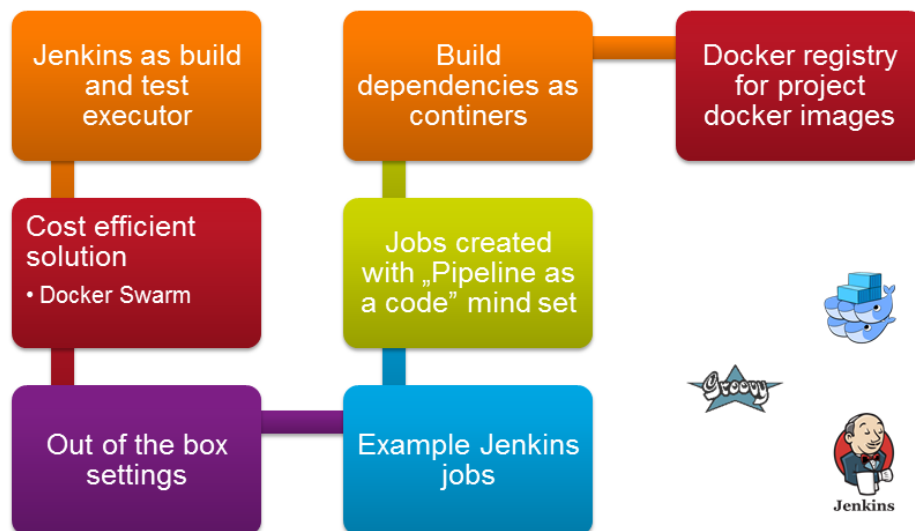 Jenkins as build
and test
executor
Cost efficient
solution
• Docker Swarm
Out of the box
settings
Example Jenkins
jobs
Jobs created
with „Pipeline as
a code” mind set
Build
dependencies as
continers
Docker registry
for project
docker images
Groovy
Jenkins